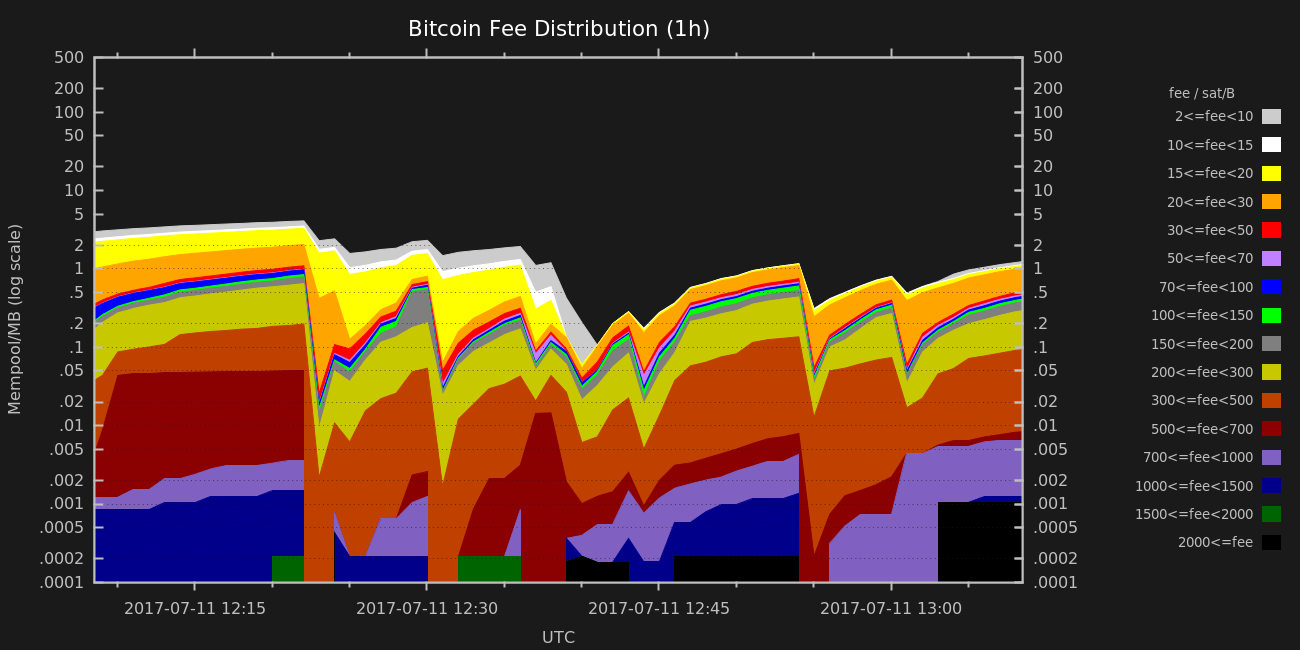 Bitcoin Fee Distribution (1h)
Mempool/MB (log scale)
500
200
100
50
20
10
5
2
1
.5
.2
.1
.05
.02
.01
.005
.002
.001
.0005
.0002
.0001
500
200
100
50
20
10
5
2
1
.5
.2
.1
.05
.02
.01
.005
.002
.001
.0005
.0002
.0001
2017-07-11 12:15
2017-07-11 12:30
2017-07-11 12:45
2017-07-11 13:00
UTC
fee / sat/B
2<=fee<10
10<=fee<15
15<=fee<20
20<=fee<30
30<=fee<50
50<=fee<70
70<=fee<100
100<=fee<150
150<=fee<200
200<=fee<300
300<=fee<500
500<=fee<700
700<=fee<1000
1000<=fee<1500
1500<=fee<2000
2000<=fee